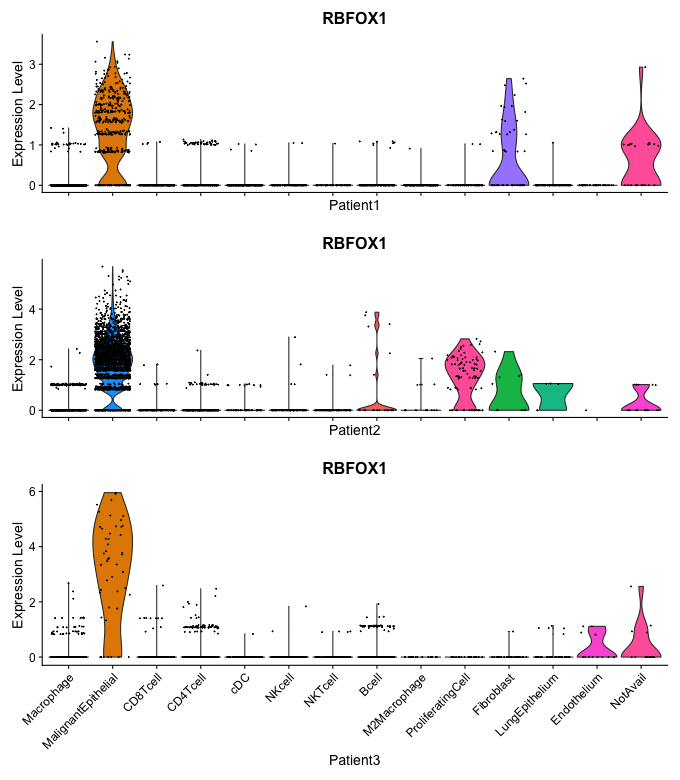 RBFOX1
Expression Level
3
2
1
0
Patient1
RBFOX1
Expression Level
4
2
0
Patient2
RBFOX1
Expression Level
6
4
2
0
Macrophage
MalignantEpithelial
CD8Tcell
CD4Tcell
cDC
NKcell
NKTcell
Bcell
M2Macrophage
ProliferatingCell
Fibroblast
LungEpithelium
Endothelium
NotAvail
Patient3